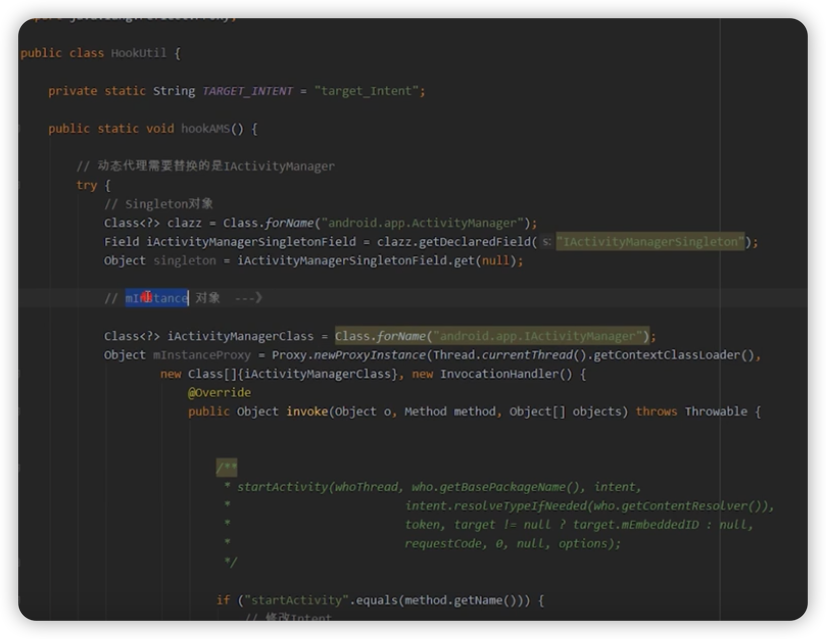 public class HookUtil {
private static String TARGET_INTENT = "target_Intent";
public static void hookAMS() {
// 动态代理需要替换的是IActivityManager
try {
// Singleton对象
Class<?> clazz = Class.forName("android.app.ActivityManager");
Field iActivityManagerSingletonField = clazz.getDeclaredField( s: "IActivityManagerSingleton");
Object singleton = iActivityManagerSingletonField.get(null);
// mInstance 对象 ---》
Class<?> iActivityManagerClass = Class.forName("android.app.IActivityManager");
Object mInstanceProxy = Proxy.newProxyInstance(Thread.currentThread().getContextClassLoader(),
new Class[]{iActivityManagerClass}, new InvocationHandler() {
@Override
public Object invoke(Object o, Method method, Object[] objects) throws Throwable {
/**
* startActivity(whoThread, who.getBasePackageName(), intent,
* intent.resolveTypeIfNeeded(who.getContentResolver()),
* token, target != null ? target.mEmbeddedID : null,
* requestCode, 0, null, options);
*/
if ("startActivity".equals(method.getName())) {
// 修改Intent